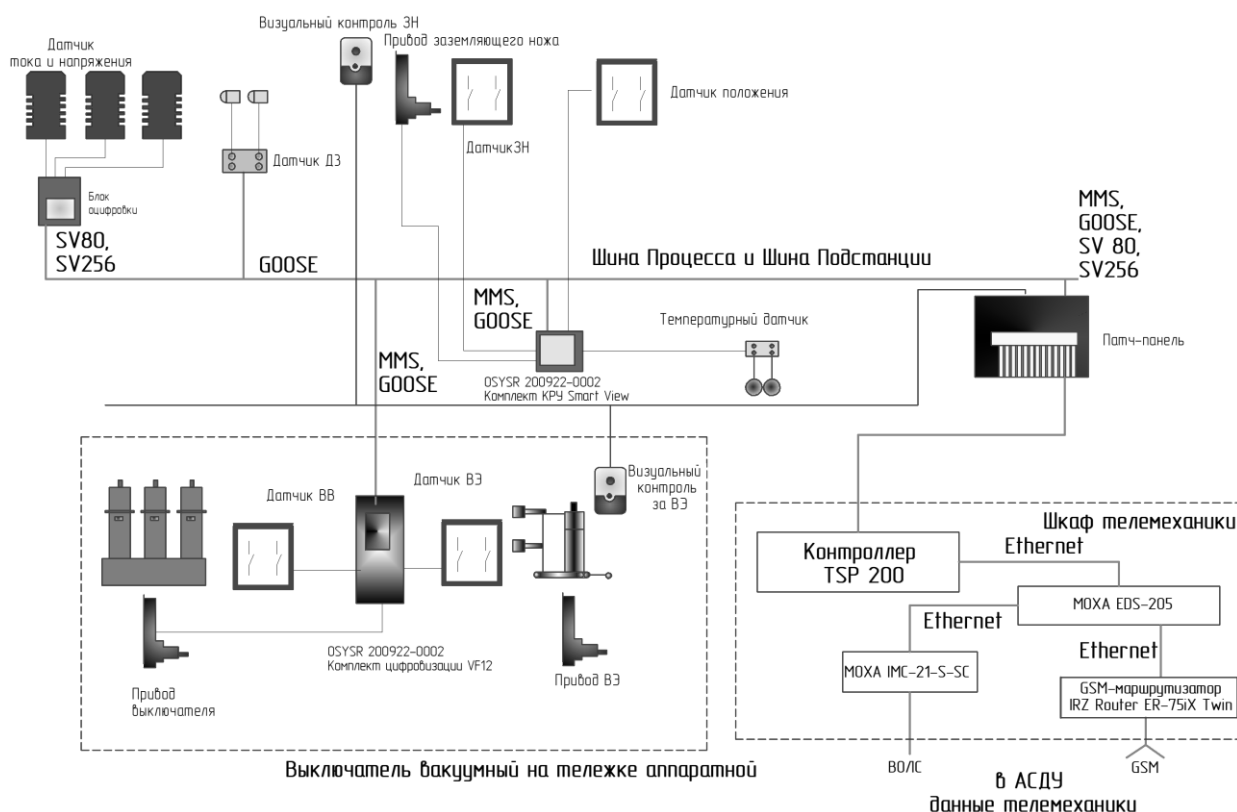 Визуальный контроль ЗН
Датчик
тока и напряжения
Привод заземляющего ножа
Датчик положения
Датчик ДЗ
ДатчикЗН
Блок
оцифровки
SV80,
SV256
GOOSE
Шина Процесса и Шина Подстанции
MMS,
GOOSE,
SV 80,
SV256
MMS,
GOOSE
Температурный датчик
Патч-панель
MMS,
GOOSE
OSYSR 200922-0002
Комплект КРУ Smart View
Датчик ВВ
Датчик ВЭ
Визуальный
контроль
за ВЭ
OSYSR 200922-0002
Комплект цифровизации VF12
Привод
выключателя
Привод ВЭ
Выключатель вакуумный на тележке аппаратной
Шкаф телемеханики
Контроллер
TSP 200
Ethernet
MOXA EDS-205
Ethernet
Ethernet
MOXA IMC-21-S-SC
GSM-маршрутизатор
IRZ Router ER-75iX Twin
ВОЛС
GSM
в АСДУ
данные телемеханики